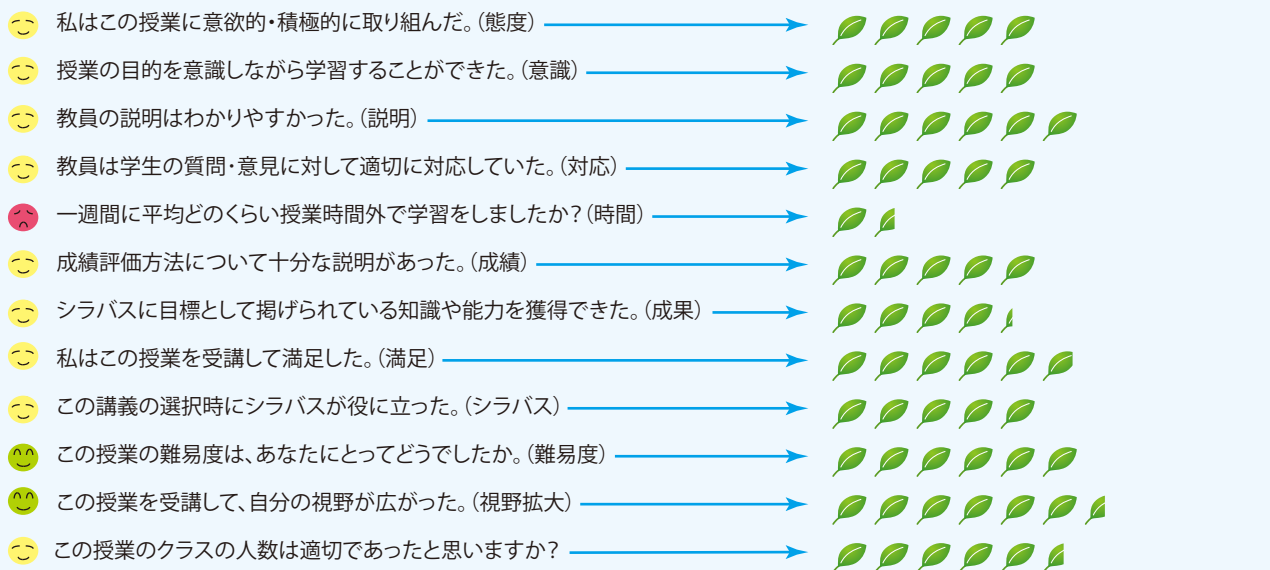 私はこの授業に意欲的・積極的に取り組んだ。(態度)
授業の目的を意識しながら学習することができた。(意識)
教員の説明はわかりやすかった。(説明)
教員は学生の質問・意見に対して適切に対応していた。(対応)
一週間に平均どのくらい授業時間外で学習をしましたか?(時間)
成績評価方法について十分な説明があった。(成績)
シラバスに目標として掲げられている知識や能力を獲得できた。(成果)
私はこの授業を受講して満足した。(満足)
この講義の選択時にシラバスが役に立った。(シラバス)
この授業の難易度は、あなたにとってどうでしたか。(難易度)
この授業を受講して、自分の視野が広がった。(視野拡大)
この授業のクラスの人数は適切であったと思いますか?